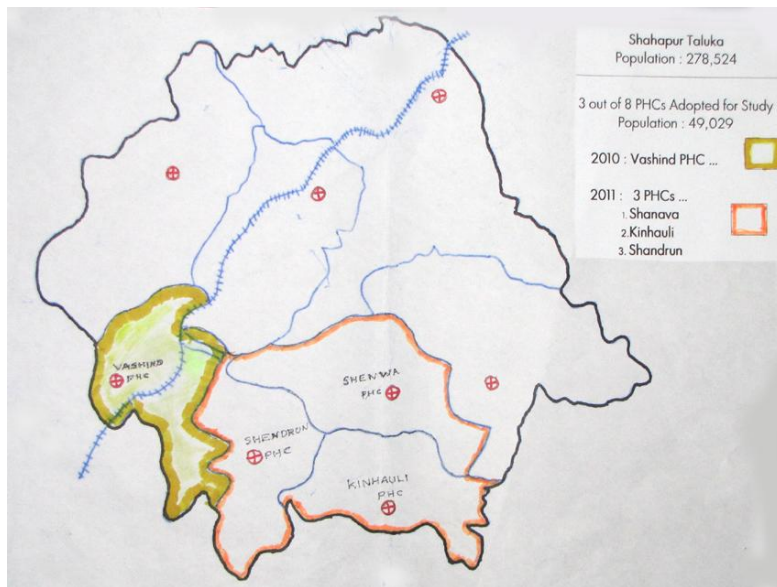 Shahapur Taluka
Population : 278,524
3 out of 8 PHCs Adopted for Study
Population : 49,029
2010 : Vashind PHC ...
2011 : 3 PHCs ...
1. Shanava
2. Kinhauli
3. Shandrun
VASHIND
PHC
SHENWA
PHC
SHENDRON
PHC
KINHAULI
PHC